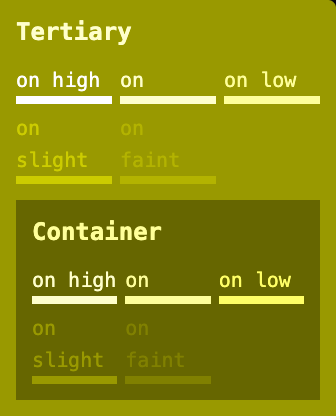 Tertiary
on high on on low
on on
slight faint
Container
on high on on low
on on
slight faint